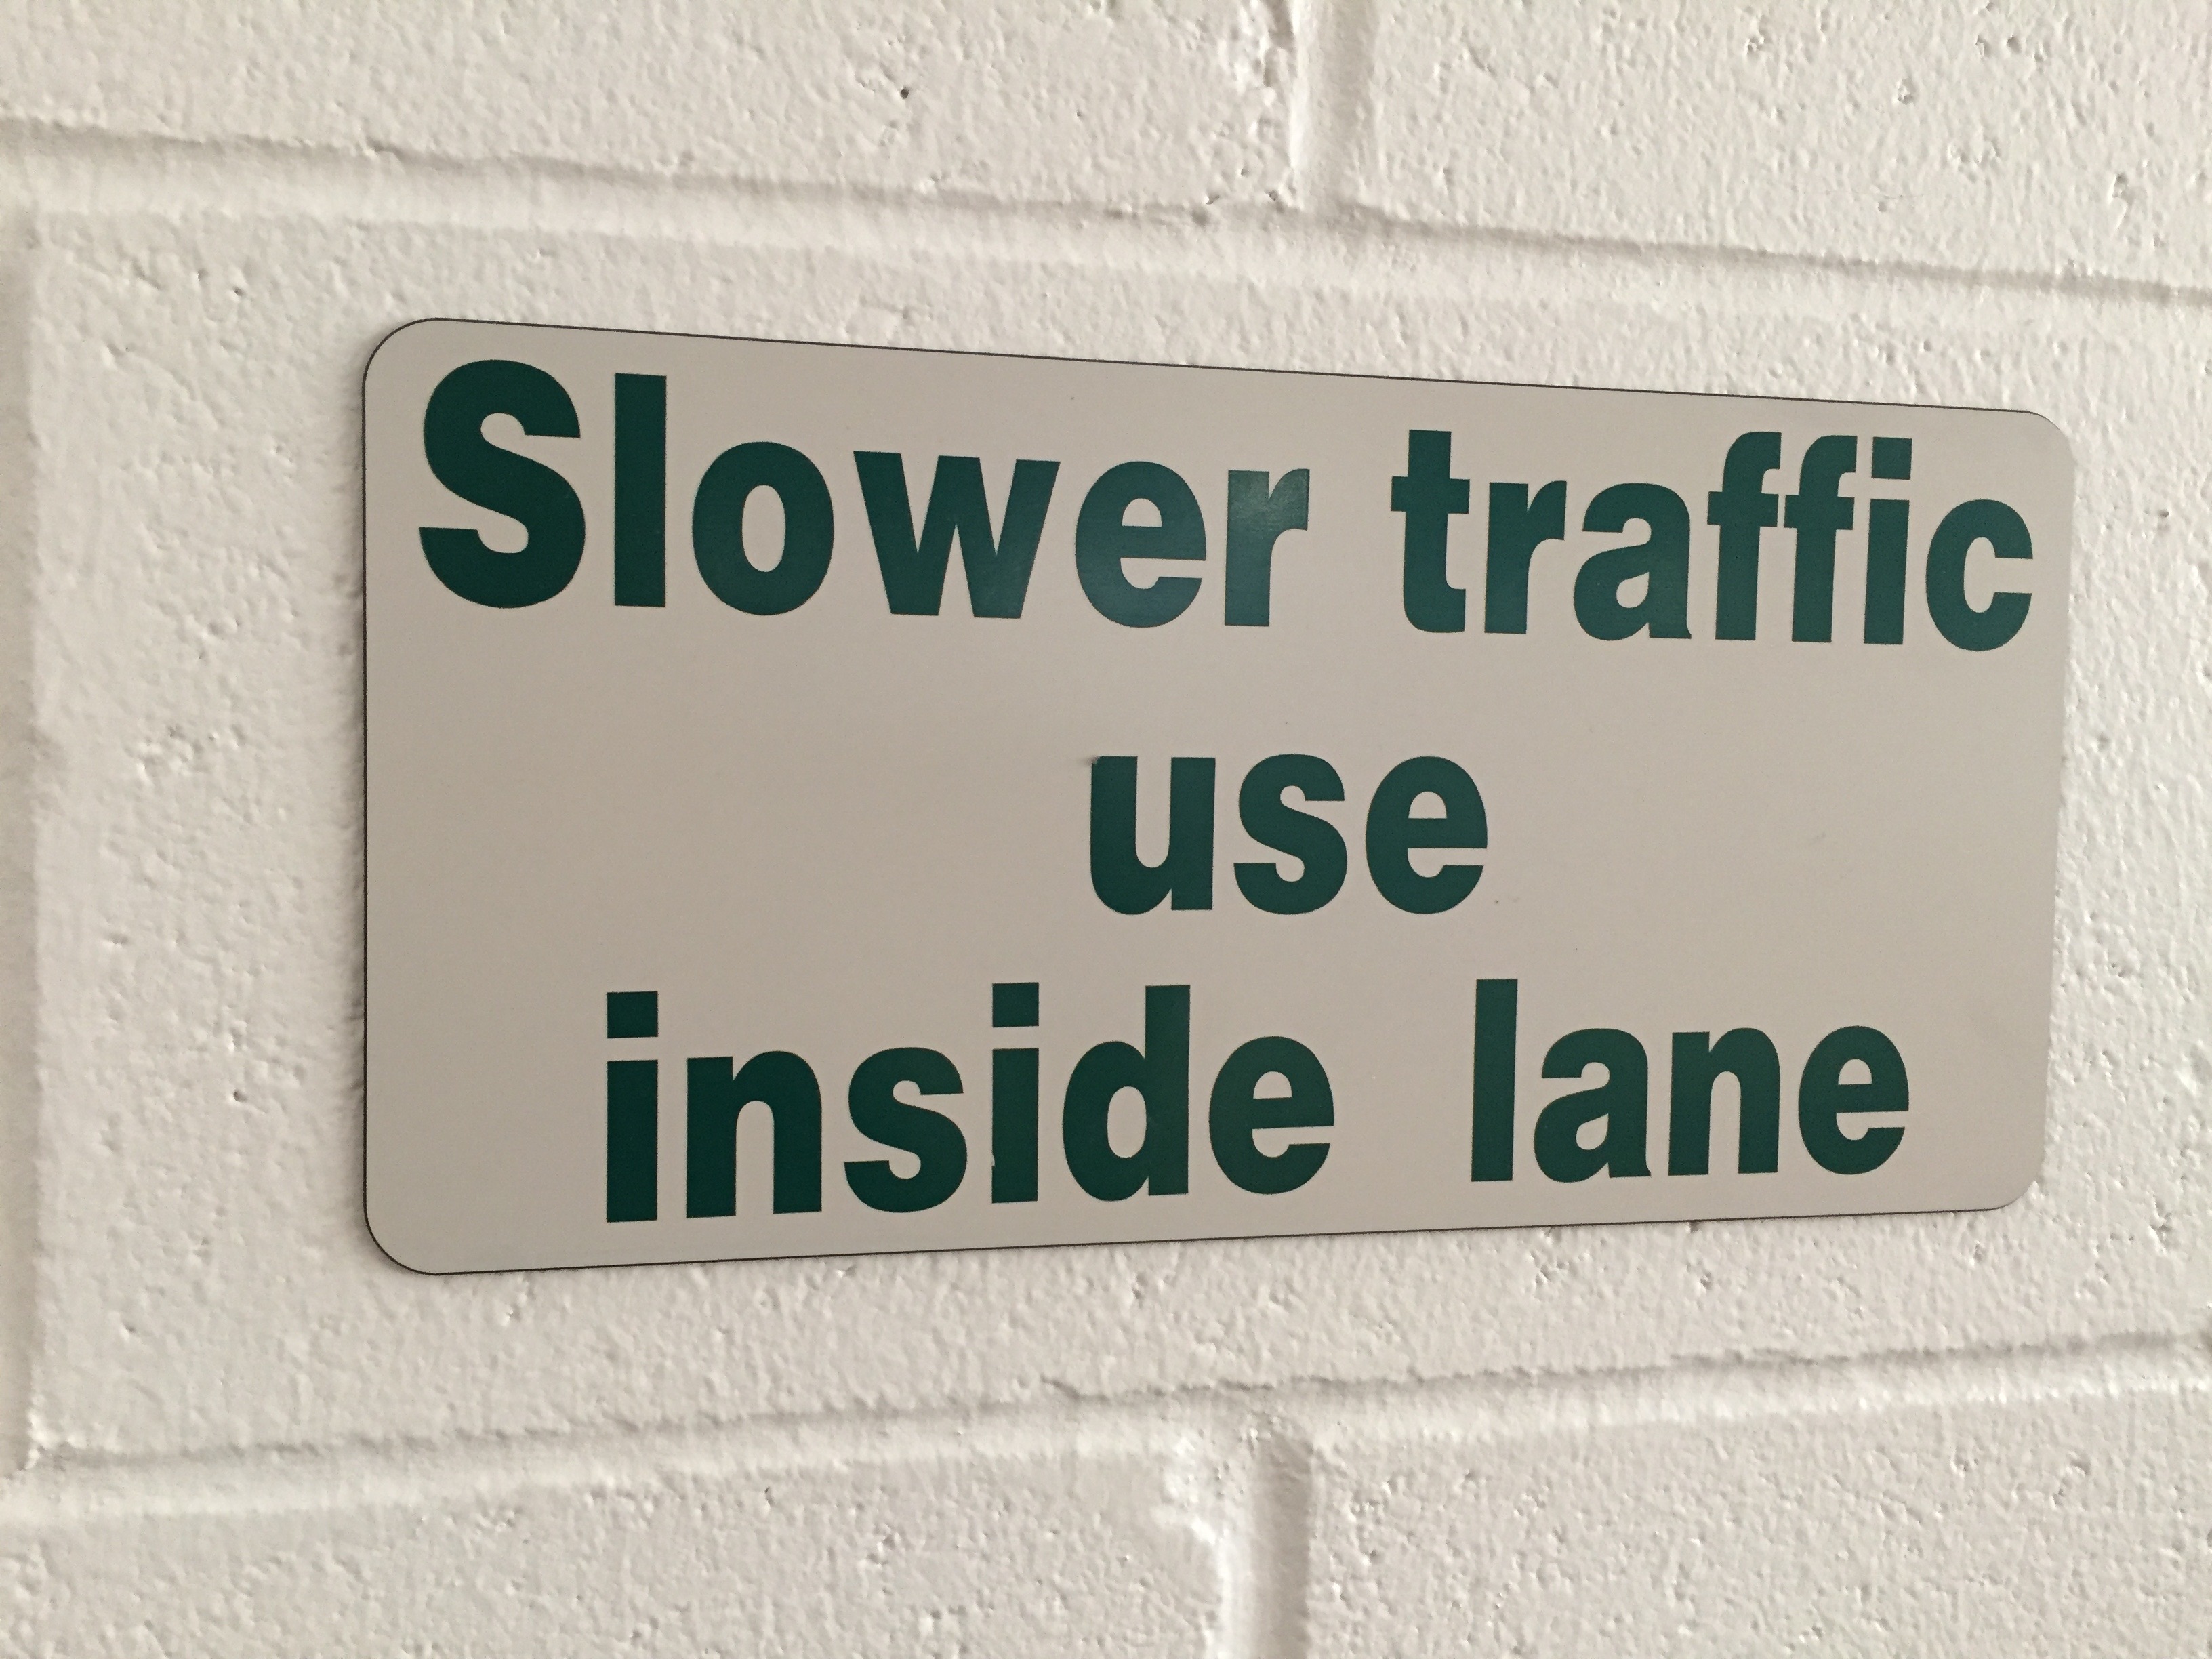 Slower traffic
use
inside lane